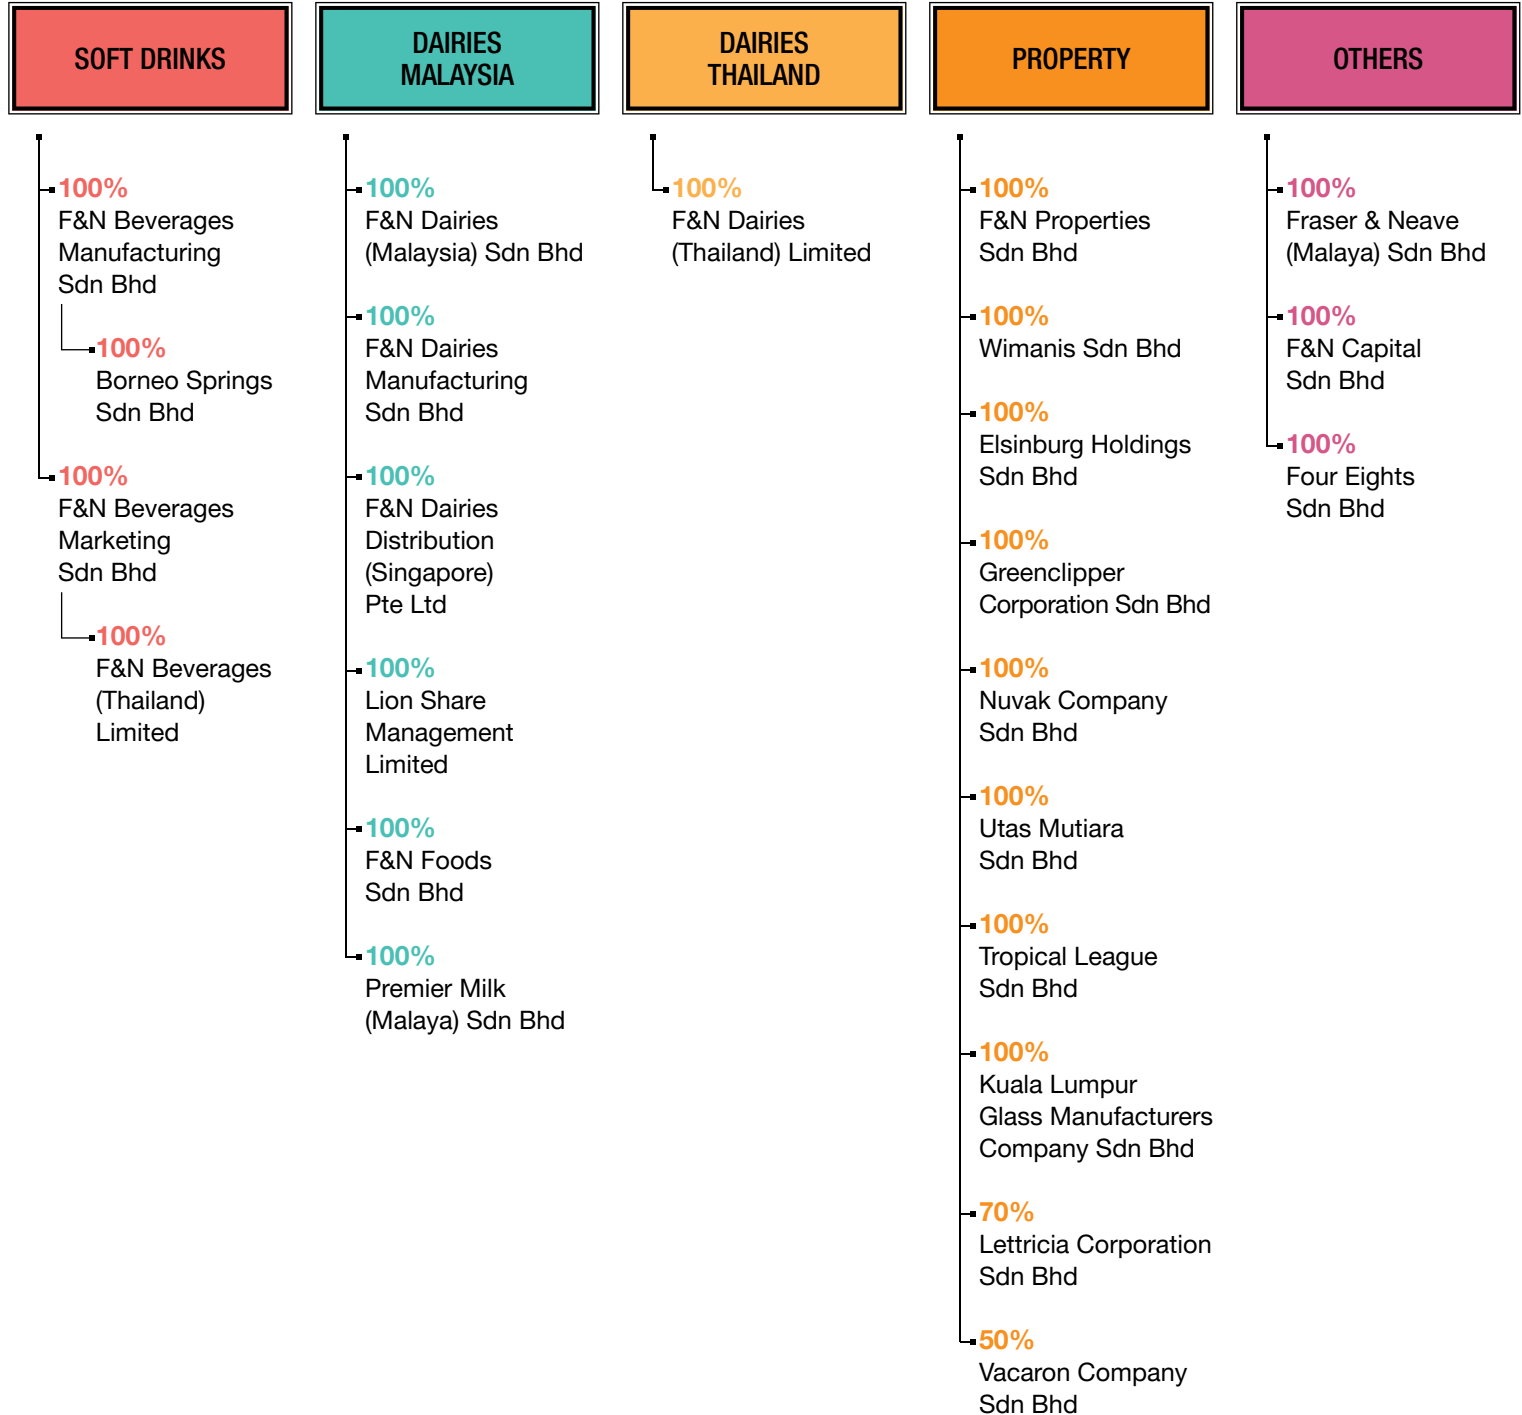 SOFT DRINKS
100%
F&N Beverages
Manufacturing
Sdn Bhd
100%
Borneo Springs
Sdn Bhd
100%
F&N Beverages
Marketing
Sdn Bhd
100%
F&N Beverages
(Thailand)
Limited
DAIRIES
MALAYSIA
100%
F&N Dairies
(Malaysia) Sdn Bhd
100%
F&N Dairies
Manufacturing
Sdn Bhd
100%
F&N Dairies
Distribution
(Singapore)
Pte Ltd
100%
Lion Share
Management
Limited
100%
F&N Foods
Sdn Bhd
100%
Premier Milk
(Malaya) Sdn Bhd
DAIRIES
THAILAND
100%
F&N Dairies
(Thailand) Limited
PROPERTY
100%
F&N Properties
Sdn Bhd
100%
Wimanis Sdn Bhd
100%
Elsinburg Holdings
Sdn Bhd
100%
Greenclipper
Corporation Sdn Bhd
100%
Nuvak Company
Sdn Bhd
100%
Utas Mutiara
Sdn Bhd
100%
Tropical League
Sdn Bhd
100%
Kuala Lumpur
Glass Manufacturers
Company Sdn Bhd
70%
Lettricia Corporation
Sdn Bhd
50%
Vacaron Company
Sdn Bhd
OTHERS
100%
Fraser & Neave
(Malaya) Sdn Bhd
100%
F&N Capital
Sdn Bhd
100%
Four Eights
Sdn Bhd